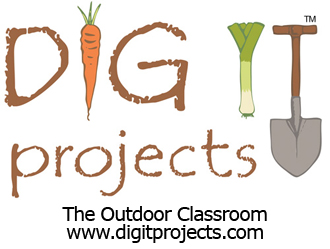 DIG IT™
projects
The Outdoor Classroom
www.digitprojects.com